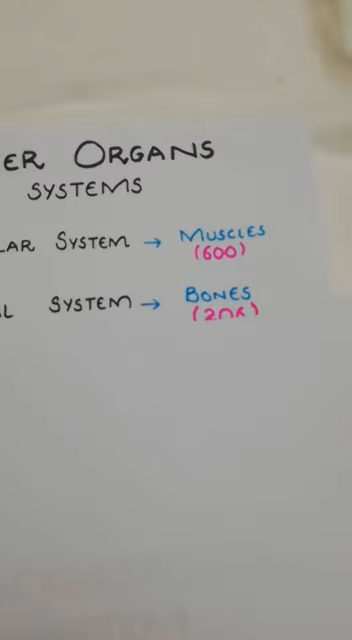 ER ORGANS
SYSTEMS
LAR SYSTEM → MUSCLES
(600)
L SYSTEM → BONES